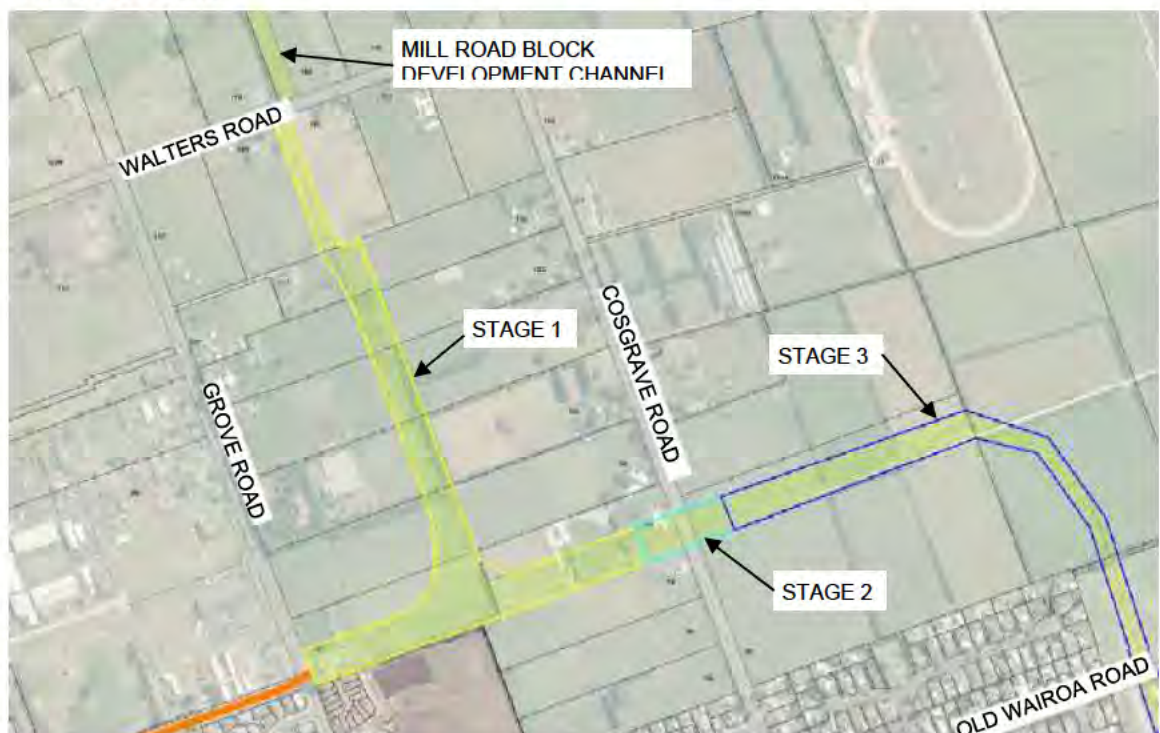 MILL ROAD BLOCK
DEVELOPMENT CHANNEL
WALTERS ROAD
STAGE 1
COSGRAVE ROAD
STAGE 3
GROVE ROAD
STAGE 2
OLD WAIROA ROAD